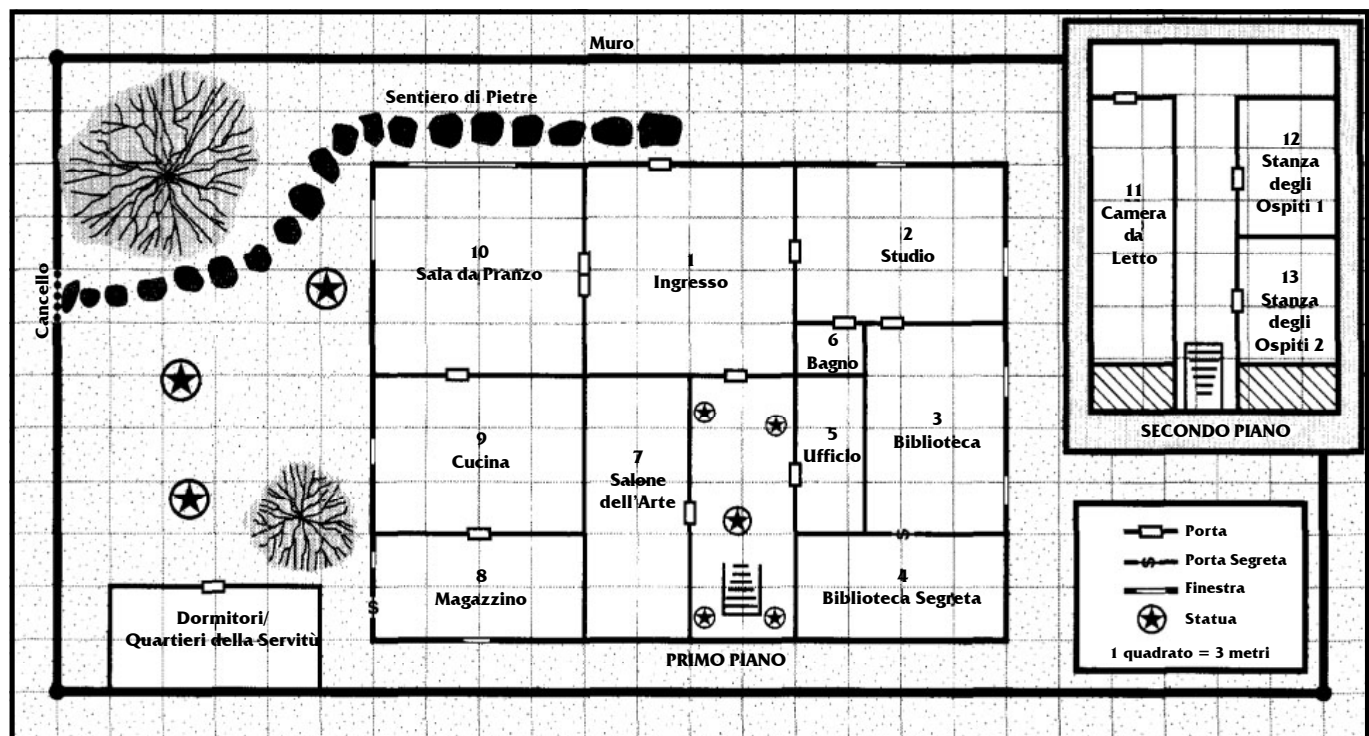 Muro
Sentiero di Pietre
Cancello
10
Sala da Pranzo
1
Ingresso
2
Studio
6
Bagno
9
Cucina
7
Salone
dell'Arte
5
Ufficio
3
Biblioteca
S
8
Magazzino
S
4
Biblioteca Segreta
Dormitori/
Quartieri della Servitù
PRIMO PIANO
11
Camera
da
Letto
12
Stanza
degli
Ospiti 1
13
Stanza
degli
Ospiti 2
SECONDO PIANO
Porta
S Porta Segreta
Finestra
Statua
1 quadrato = 3 metri